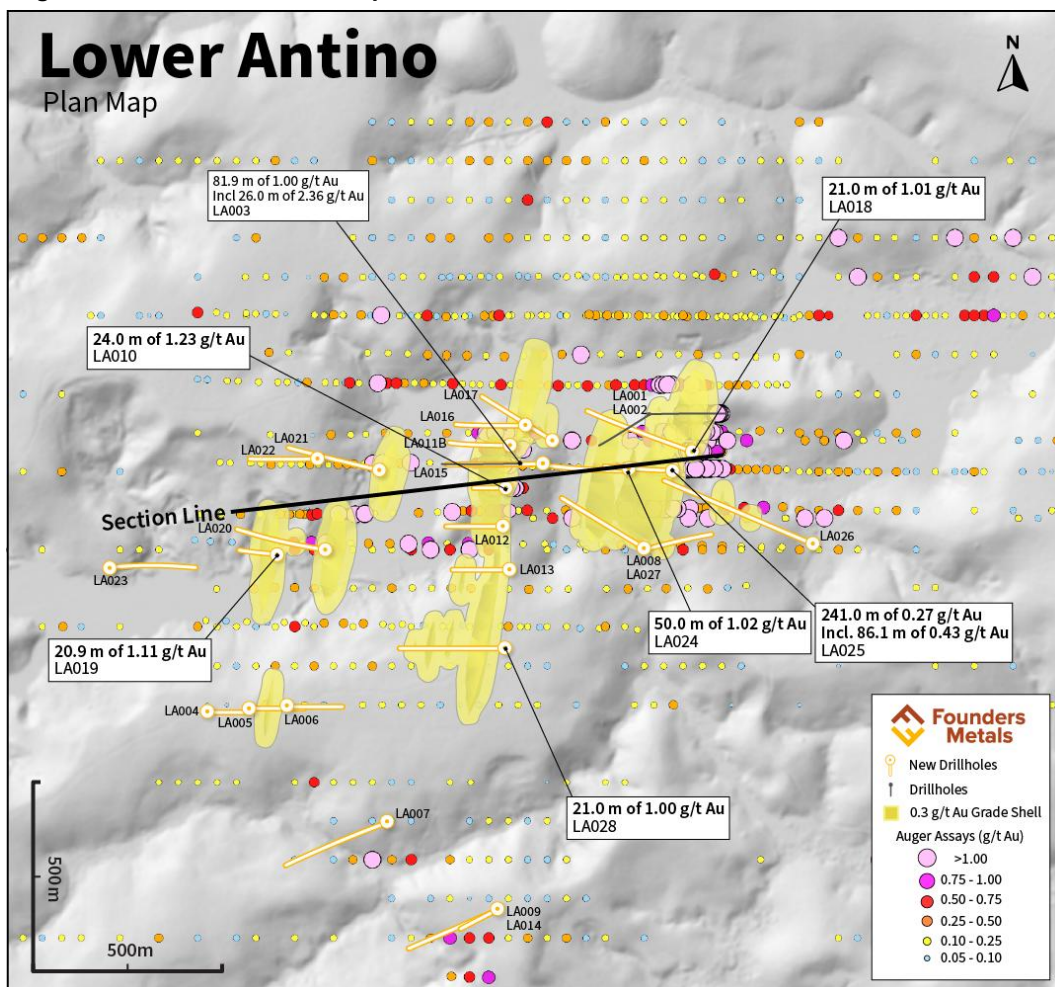 Lower Antino
Plan Map
N
81.9 m of 1.00 g/t Au
Incl 26.0 m of 2.36 g/t Au
LA003
21.0 m of 1.01 g/t Au
LA018
24.0 m of 1.23 g/t Au
LA010
LA017
LA001
LA002
LA016
LA011B
LA021
LA022
LA015
Section Line
LA020
LA012
LA026
LA023
LA013
LA008
LA027
50.0 m of 1.02 g/t Au
LA024
241.0 m of 0.27 g/t Au
Incl. 86.1 m of 0.43 g/t Au
LA025
20.9 m of 1.11 g/t Au
LA019
LA004
LA005
LA006
21.0 m of 1.00 g/t Au
LA028
LA007
LA009
LA014
500m
500m
Founders
Metals
New Drillholes
Drillholes
0.3 g/t Au Grade Shell
Auger Assays (g/t Au)
>1.00
0.75 - 1.00
0.50 - 0.75
0.25 - 0.50
0.10 - 0.25
0.05 - 0.10